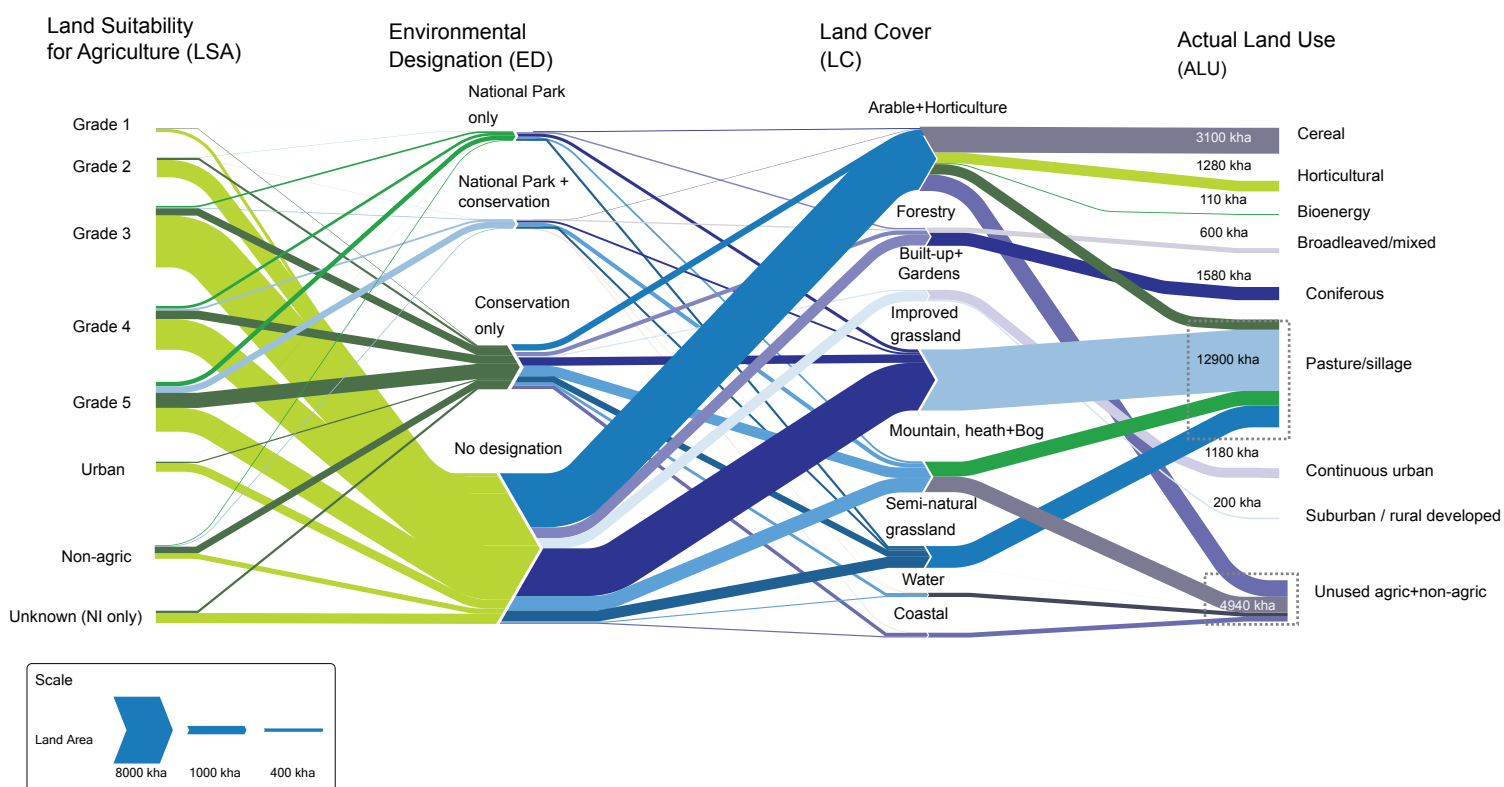 Land Suitability
for Agriculture (LSA)
Environmental
Designation (ED)
Land Cover
(LC)
Actual Land Use
(ALU)
Grade 1
Grade 2
Grade 3
Grade 4
Grade 5
Urban
Non-agric
Unknown (NI only)
National Park
only
National Park +
conservation
Conservation
only
No designation
Arable+Horticulture
Forestry
Built-up+
Gardens
Improved
grassland
Mountain, heath+Bog
Semi-natural
grassland
Water
Coastal
3100 kha
Cereal
1280 kha
Horticultural
110 kha
Bioenergy
600 kha
Broadleaved/mixed
1580 kha
Coniferous
12900 kha
Pasture/sillage
1180 kha
Continuous urban
200 kha
Suburban / rural developed
4940 kha
Unused agric+non-agric
Scale
Land Area
8000 kha
1000 kha
400 kha